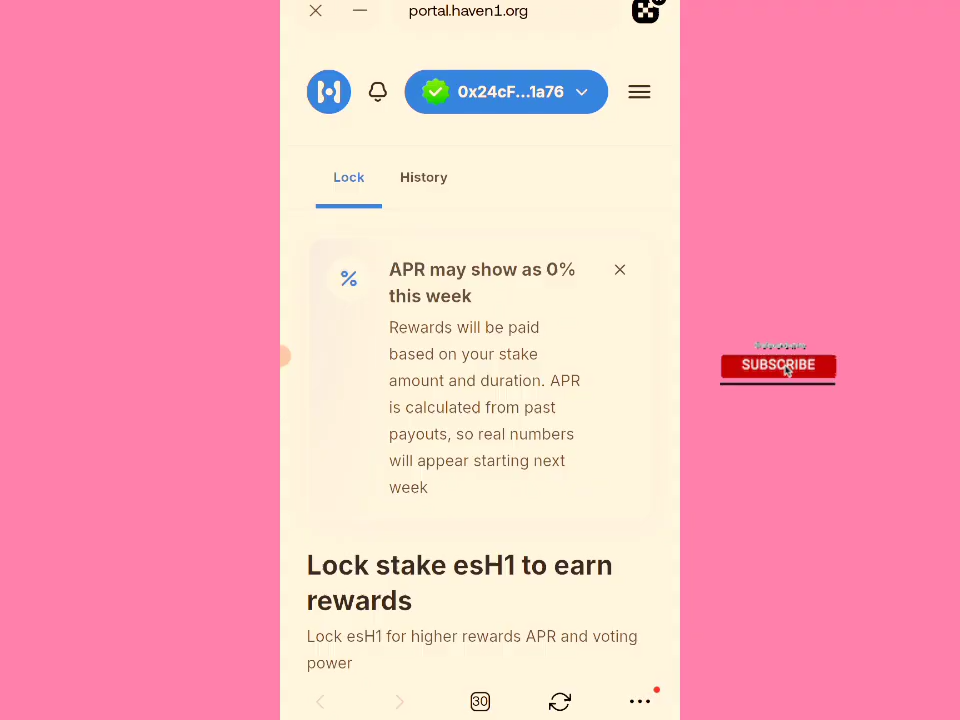 portal.haven1.org
0x24cF...1a76
Lock
History
APR may show as 0%
this week
Rewards will be paid
based on your stake
amount and duration. APR
is calculated from past
payouts, so real numbers
will appear starting next
week
SUBSCRIBE
Lock stake esH1 to earn
rewards
Lock esH1 for higher rewards APR and voting
power
30